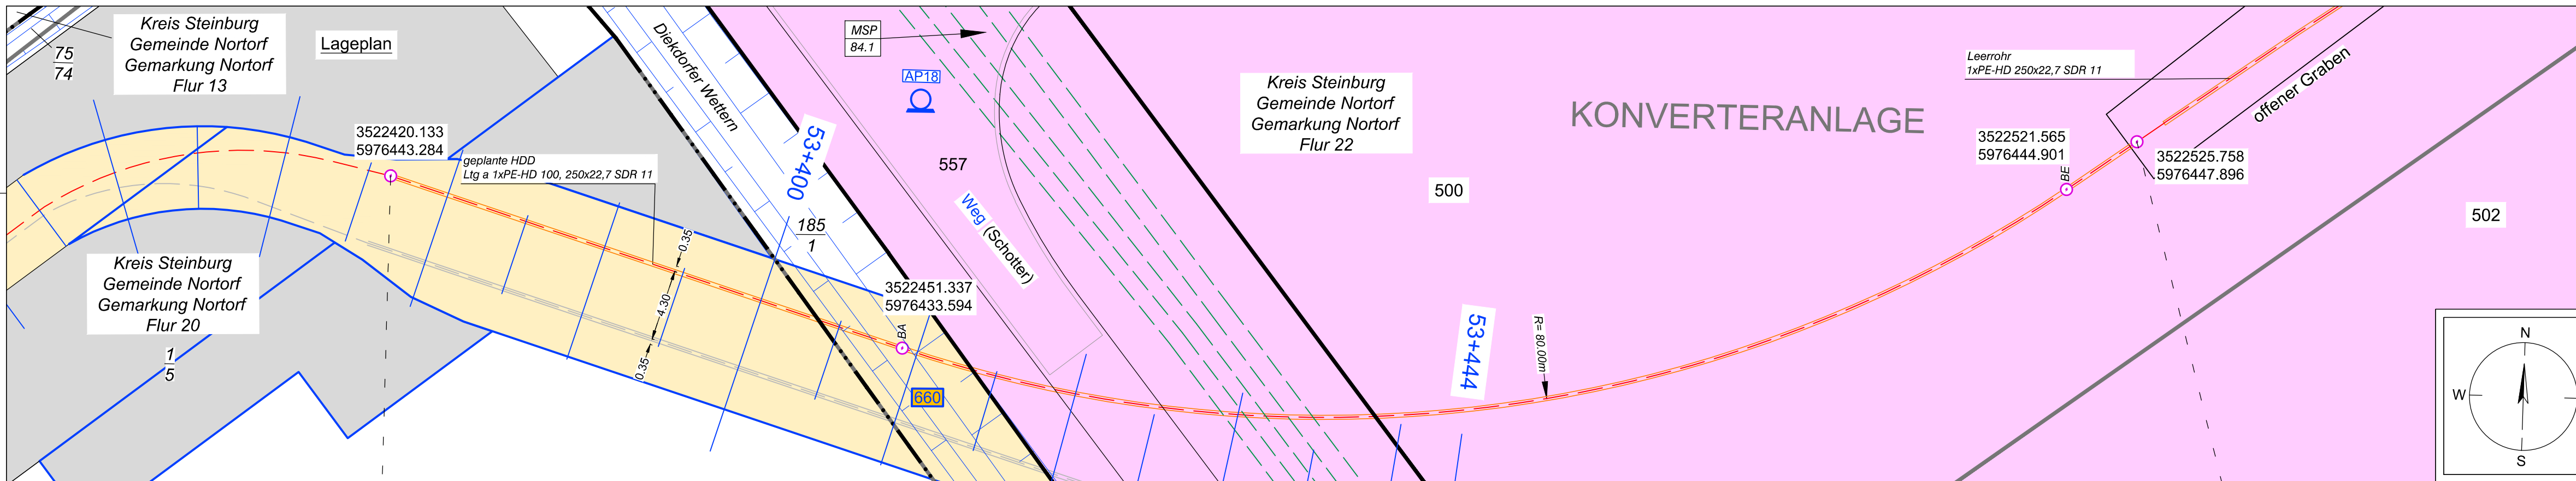 Kreis Steinburg
Gemeinde Nortorf
Gemarkung Nortorf
Flur 13
75
74
Lageplan
Diekdorfer Wettern
MSP
84.1
AP18
Kreis Steinburg
Gemeinde Nortorf
Gemarkung Nortorf
Flur 22
KONVERTERANLAGE
Leerrohr
1xPE-HD 250x22,7 SDR 11
offener Graben
3522420.133
5976443.284
geplante HDD
Ltg a 1xPE-HD 100, 250x22,7 SDR 11
53+400
557
500
3522521.565
5976444.901
BE
3522525.758
5976447.896
502
185
1
Weg (Schotter)
0.35
4.30
0.35
Kreis Steinburg
Gemeinde Nortorf
Gemarkung Nortorf
Flur 20
1
5
3522451.337
5976433.594
BA
660
53+444
R= 80.00m
N
W
S